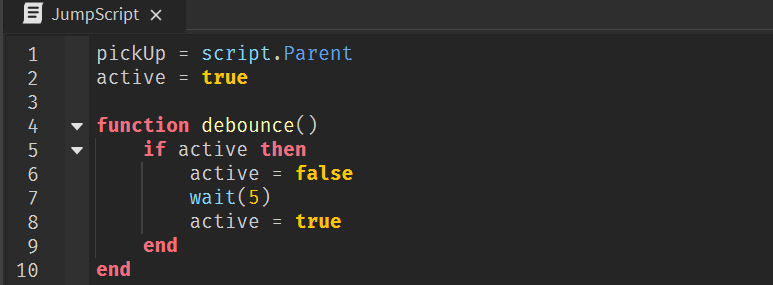 JumpScript ×
1 pickUp = script.Parent
2 active = true
3
4 function debounce()
5 if active then
6 active = false
7 wait(5)
8 active = true
9 end
10 end